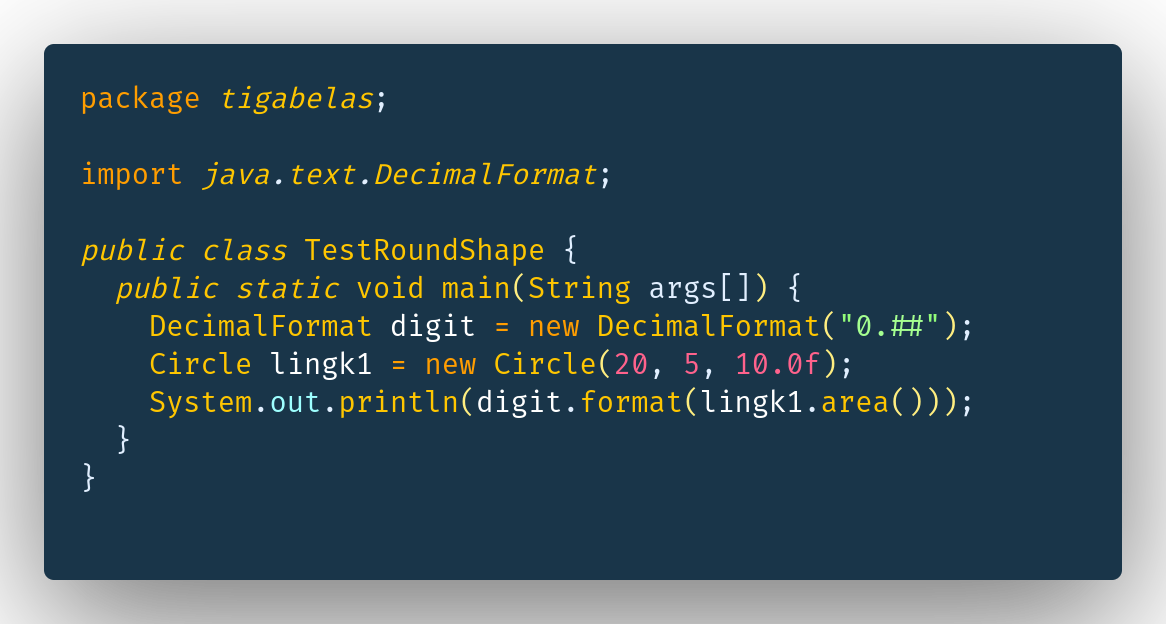 package tigabelas;
import java.text.DecimalFormat;
public class TestRoundShape {
public static void main(String args[]) {
DecimalFormat digit = new DecimalFormat("0.##");
Circle lingk1 = new Circle(20, 5, 10.0f);
System.out.println(digit.format(lingk1.area()));
}
}